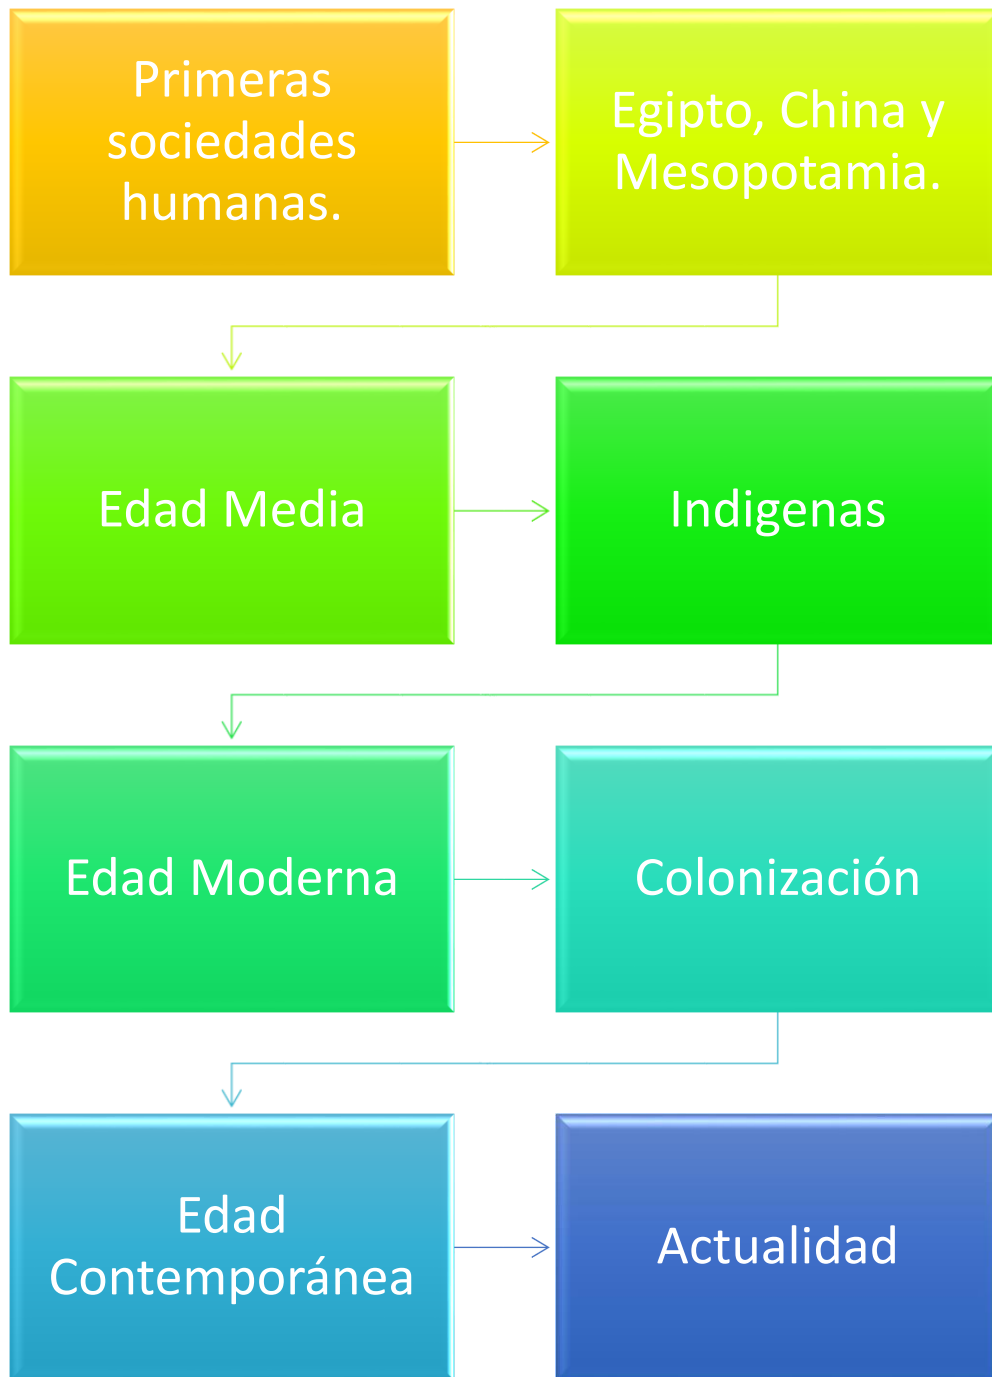 Primeras
sociedades
humanas.
Egipto, China y
Mesopotamia.
Edad Media
Indigenas
Edad Moderna
Colonización
Edad
Contemporánea
Actualidad